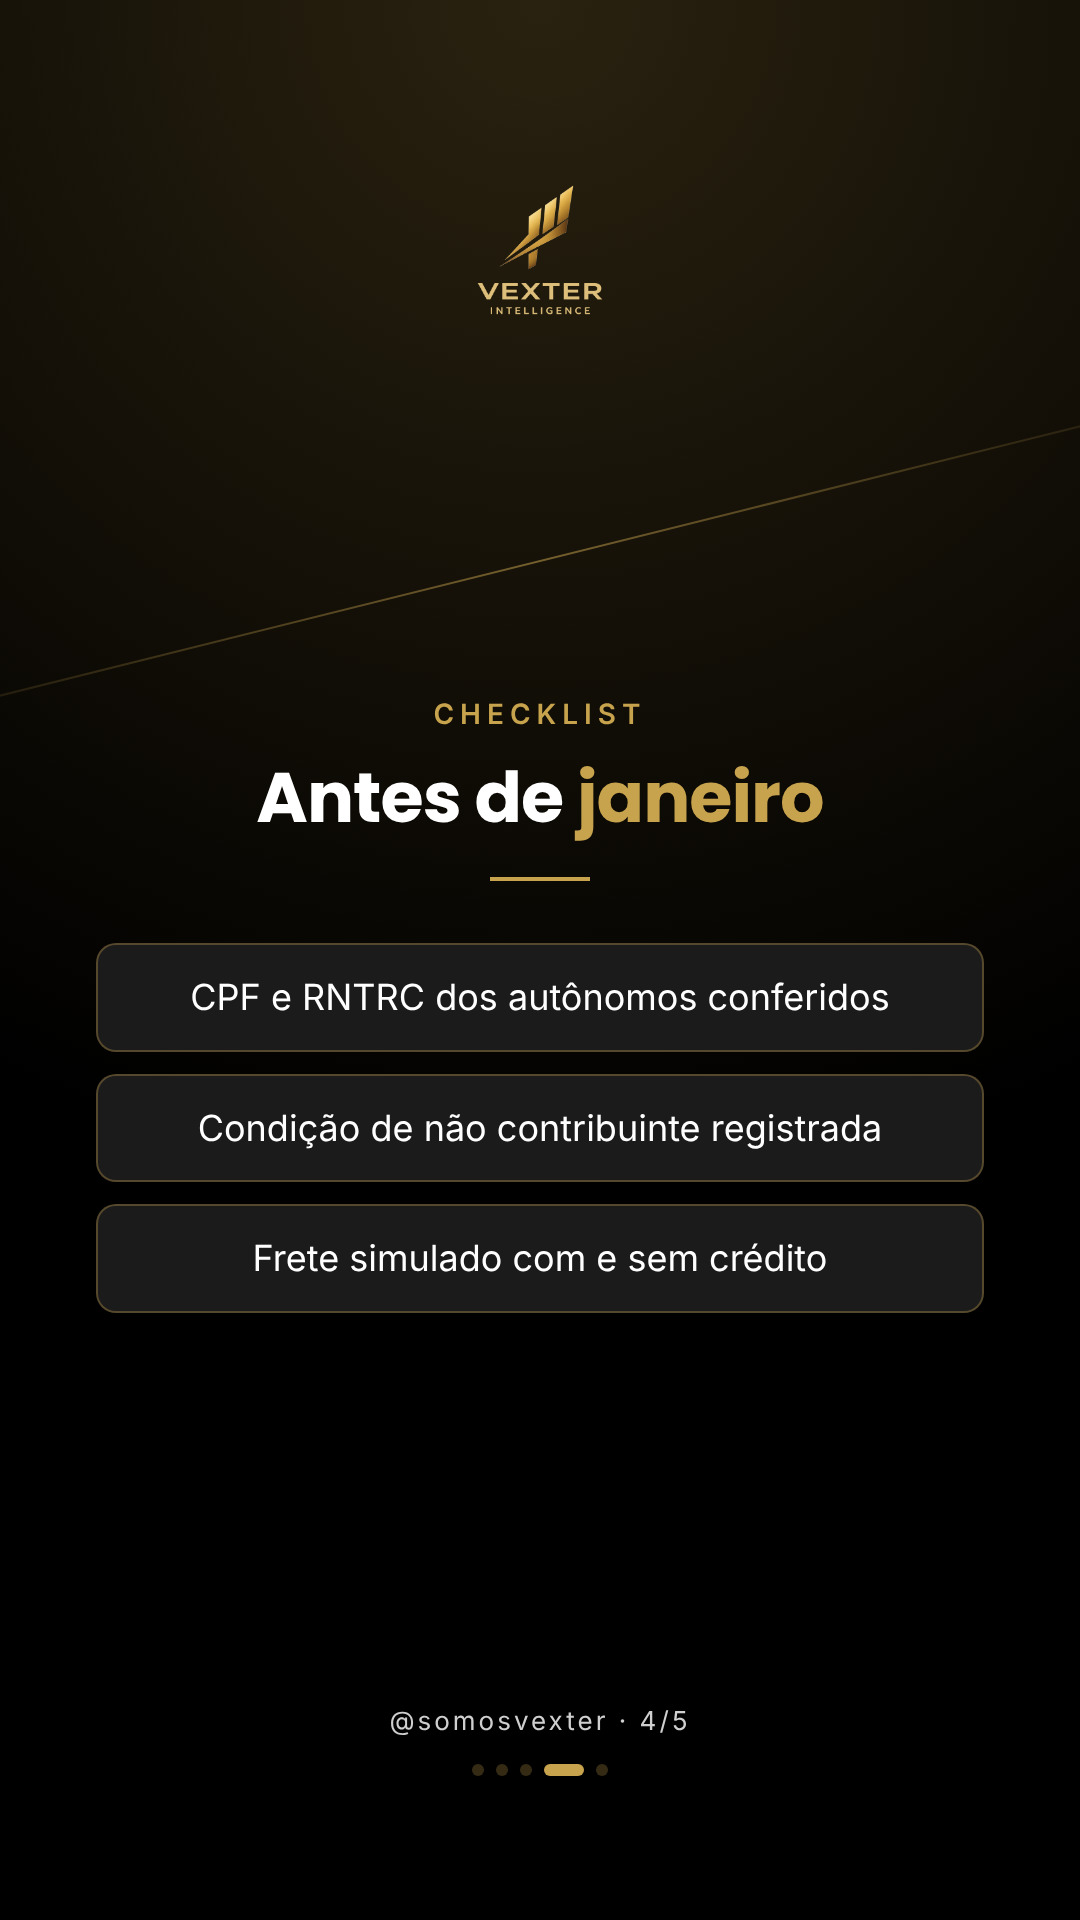 VEXTER
INTELLIGENCE
CHECKLIST
Antes de janeiro
CPF e RNTRC dos autônomos conferidos
Condição de não contribuinte registrada
Frete simulado com e sem crédito
@somosvexter · 4/5